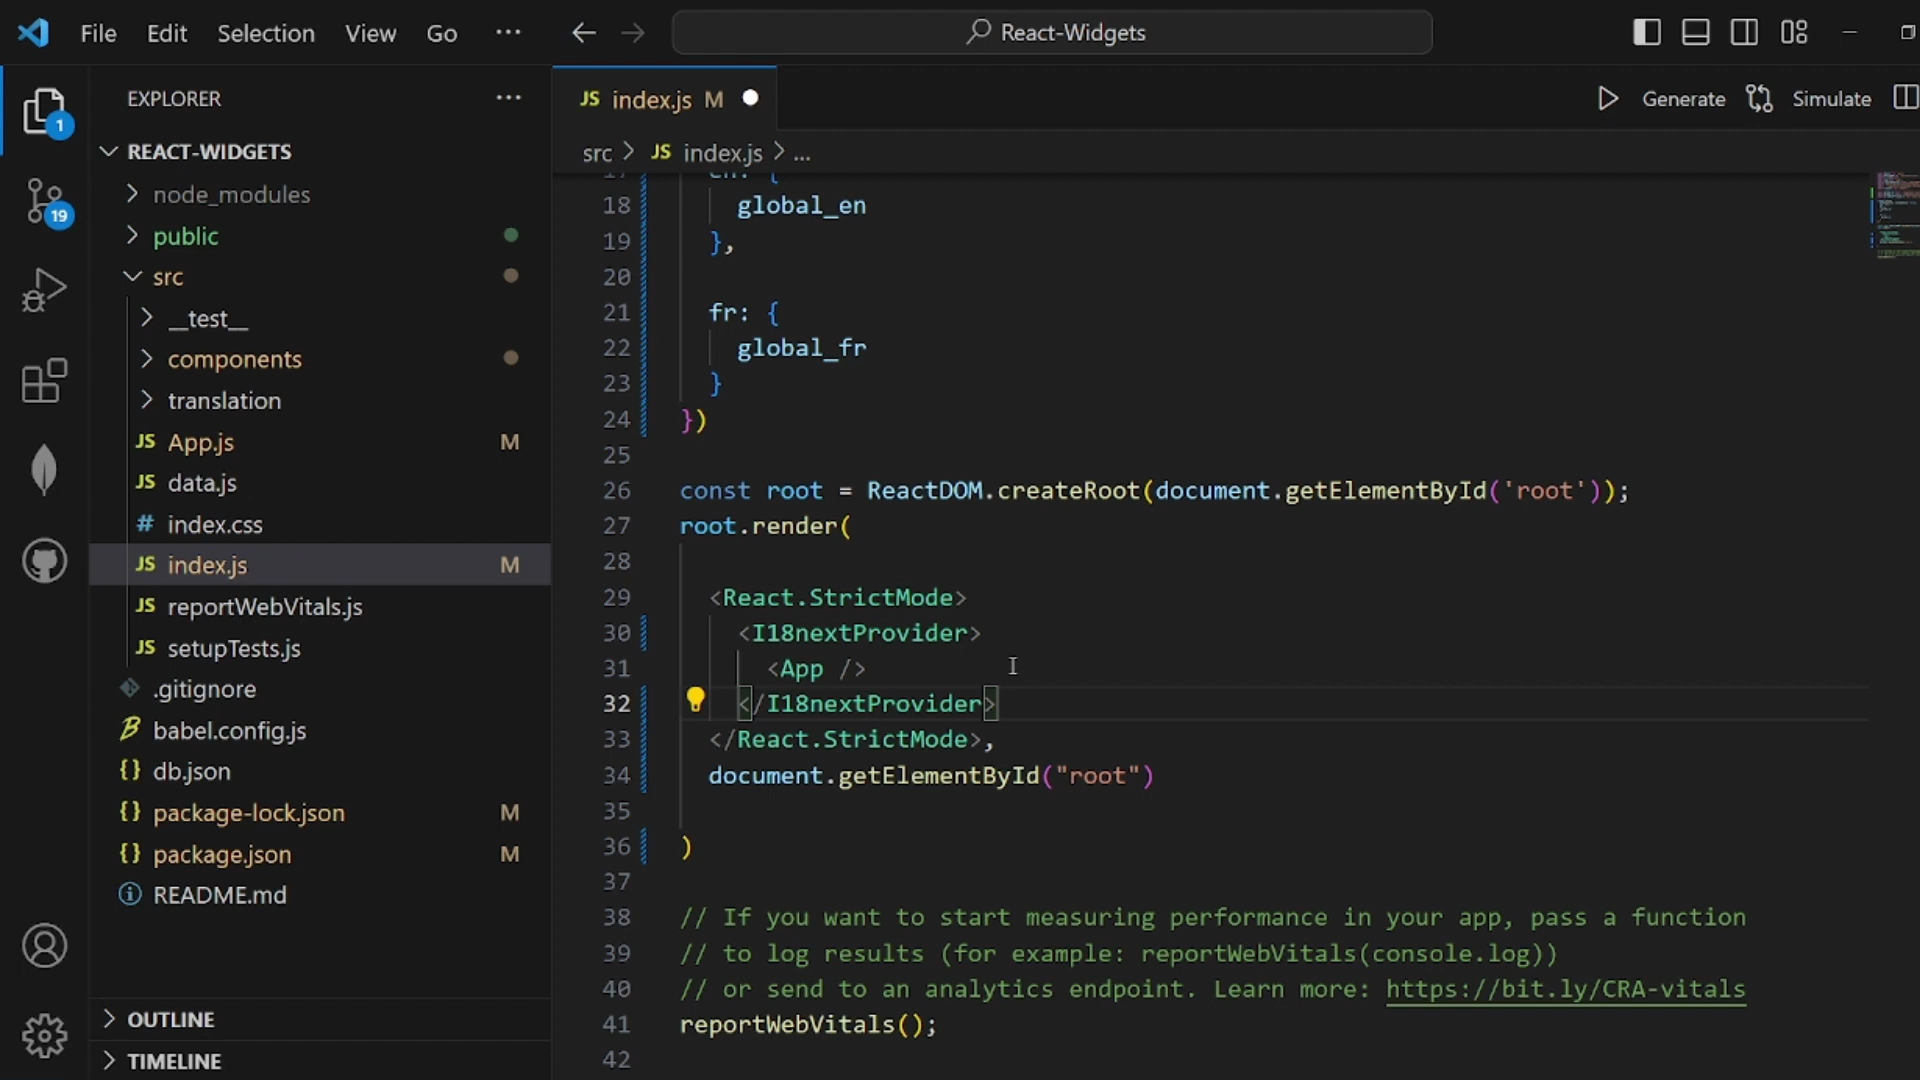 File Edit Selection View Go ···
React-Widgets
EXPLORER ···
JS index.js M
Generate Simulate
REACT-WIDGETS
src > JS index.js > ...
node_modules
public
src
__test__
components
translation
JS App.js M
JS data.js
# index.css
JS index.js M
JS reportWebVitals.js
JS setupTests.js
.gitignore
babel.config.js
{} db.json
{} package-lock.json M
{} package.json M
README.md
OUTLINE
TIMELINE
1
19
18 global_en
19 },
20
21 fr: {
22 global_fr
23 }
24 })
25
26 const root = ReactDOM.createRoot(document.getElementById('root'));
27 root.render(
28
29 <React.StrictMode>
30 <I18nextProvider>
31 <App />
32 </I18nextProvider>
33 </React.StrictMode>,
34 document.getElementById("root")
35
36 )
37
38 // If you want to start measuring performance in your app, pass a function
39 // to log results (for example: reportWebVitals(console.log))
40 // or send to an analytics endpoint. Learn more: https://bit.ly/CRA-vitals
41 reportWebVitals();
42